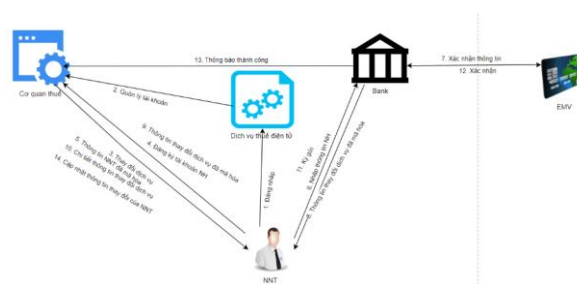 13. Thông báo thành công
7. Xác nhận thông tin
12. Xác nhận
Cơ quan thuế
2. Quản lý tài khoản
Bank
EMV
Dịch vụ thuế điện tử
9. Thông tin thay đổi dịch vụ đã mã hóa
4. Đăng ký tài khoản NH
3. Thay đổi dịch vụ
5. Thông tin NNT đã mã hóa
10. Chi tiết thông tin thay đổi dịch vụ
14. Cập nhật thông tin thay đổi của NNT
1. Đăng nhập
11. Ký gói
6. Nhập thông tin NH
8. Thông tin thay đổi dịch vụ đã mã hóa
NNT